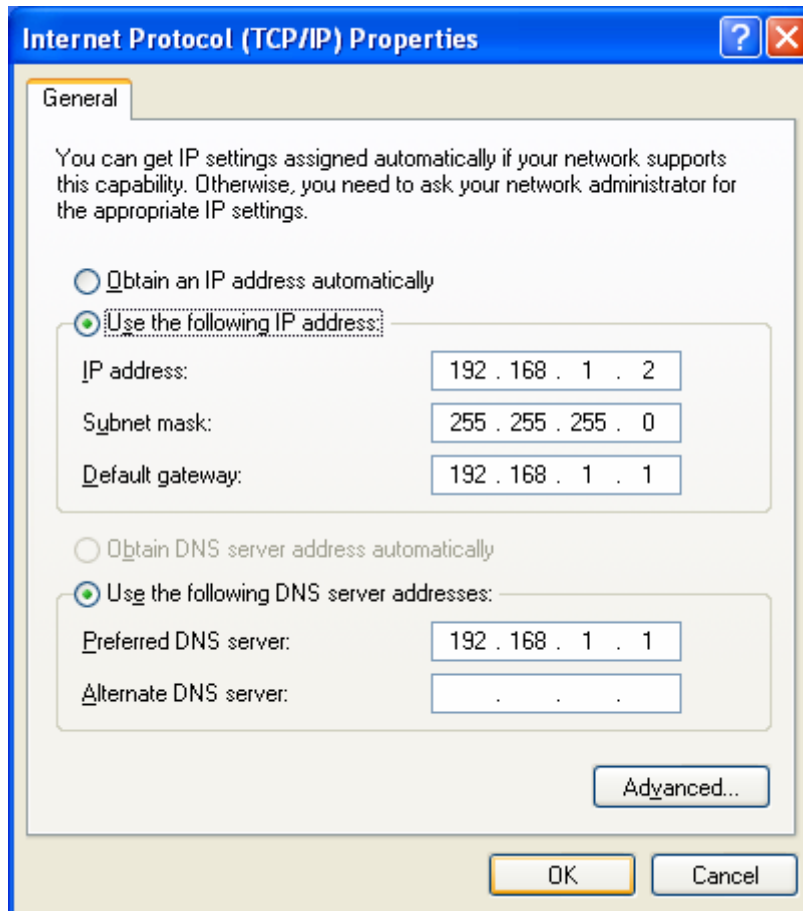 Internet Protocol (TCP/IP) Properties
General
You can get IP settings assigned automatically if your network supports
this capability. Otherwise, you need to ask your network administrator for
the appropriate IP settings.
Obtain an IP address automatically
Use the following IP address:
IP address: 192 . 168 . 1 . 2
Subnet mask: 255 . 255 . 255 . 0
Default gateway: 192 . 168 . 1 . 1
Obtain DNS server address automatically
Use the following DNS server addresses:
Preferred DNS server: 192 . 168 . 1 . 1
Alternate DNS server: . . .
Advanced...
OK Cancel